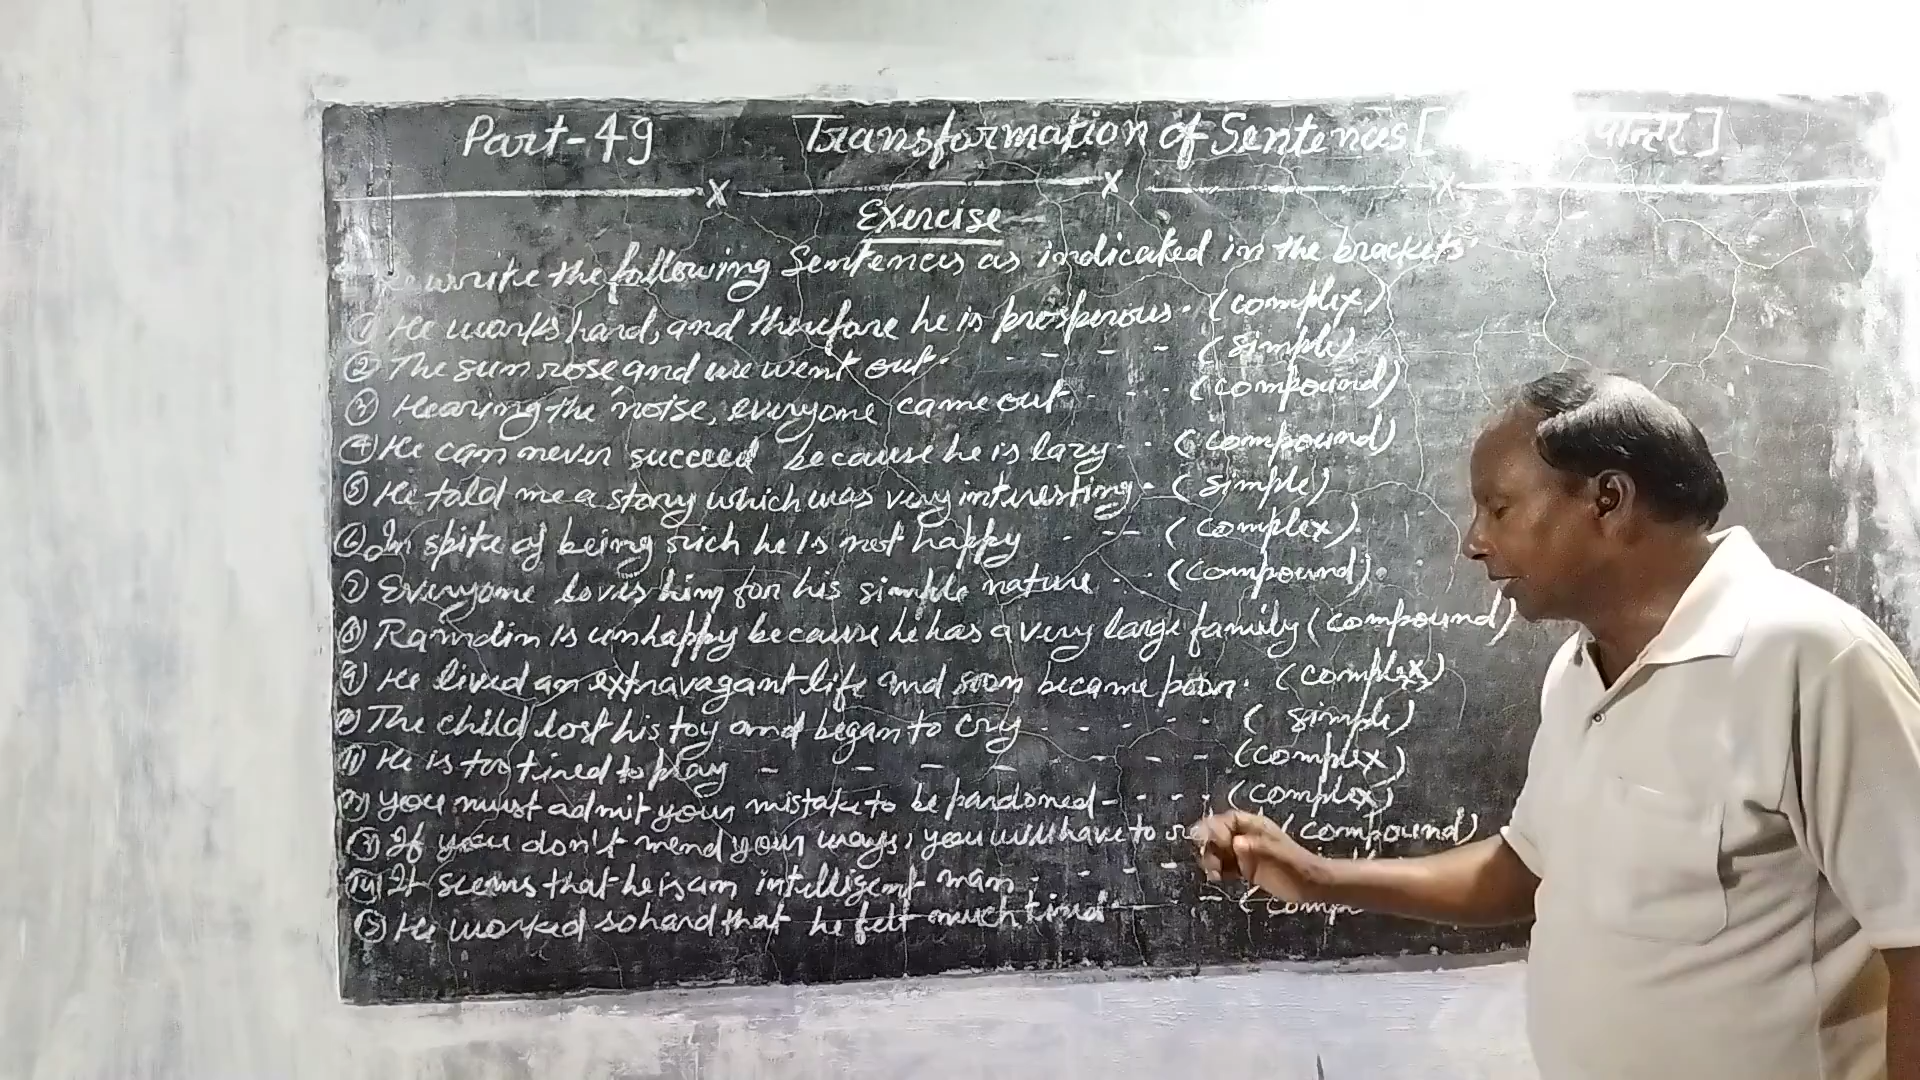 Part-49 Transformation of Sentences [ पान्तर ]
Exercise
ewrite the following Sentences as indicated in the brackets
① He works hard, and therefore he is prosperous. (complex)
② The sun rose and we went out. - - - - (simple)
③ Hearing the noise, everyone came out - - - (compound)
④ He can never succeed because he is lazy - - (compound)
⑤ He told me a story which was very interesting. - (simple)
⑥ In spite of being rich he is not happy - - - (complex).
⑦ Everyone loves him for his simple nature - - (compound).
⑧ Ramdin is unhappy because he has a very large family (compound)
⑨ He lived an extravagant life and soon became poor. (complex)
⑩ The child lost his toy and began to cry - - - - (simple)
⑪ He is too tired to play - - - - - - - (complex)
⑫ you must admit your mistake to be pardoned - - - - (complex)
⑬ If you don't mend your ways, you will have to (compound)
⑭ It seems that he is an intelligent man - - - -
⑮ He worked so hard that he felt much tired - - - - (comp